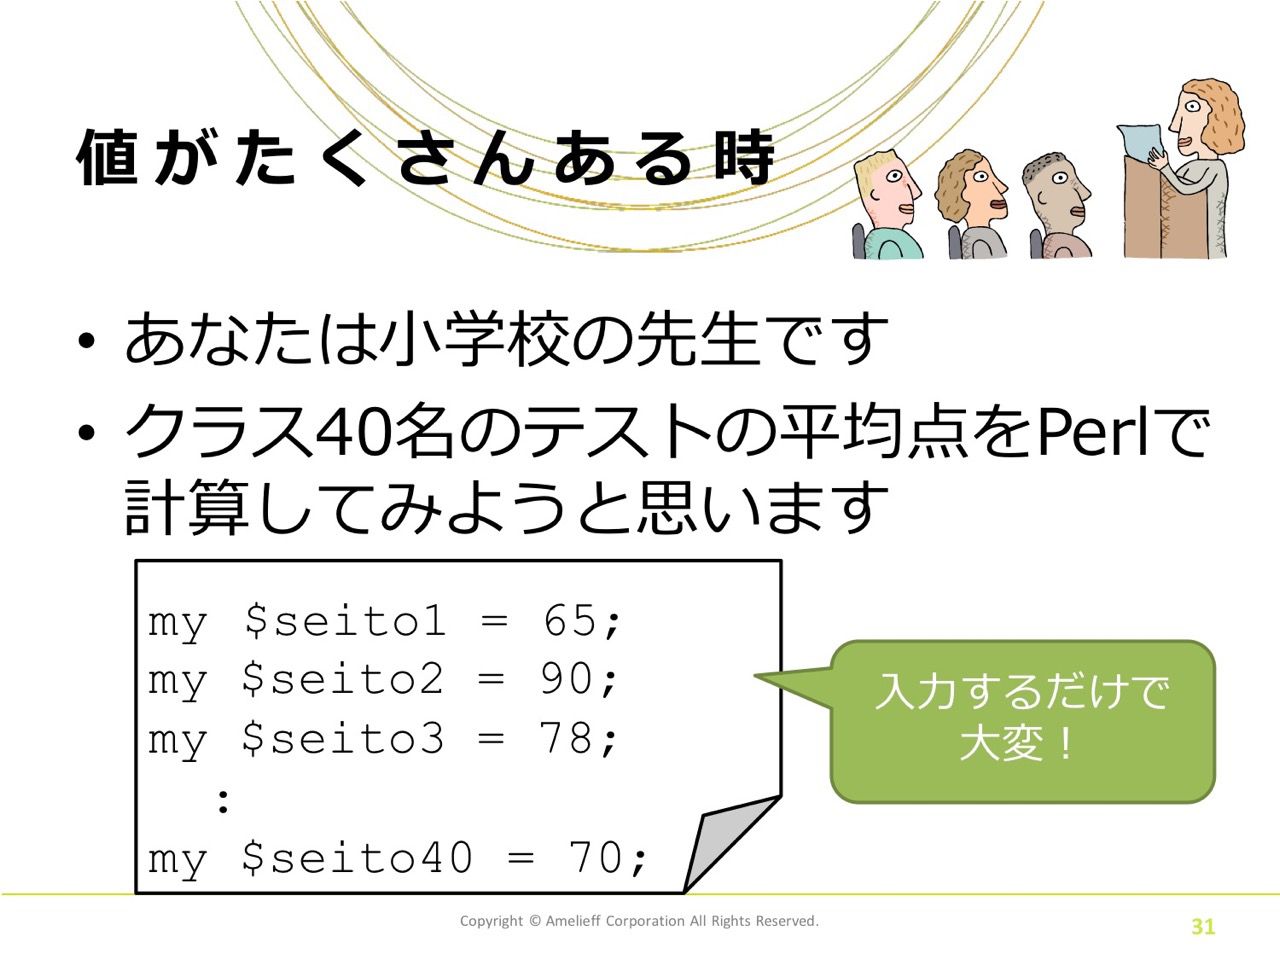 値がたくさんある時
• あなたは小学校の先生です
• クラス40名のテストの平均点をPerlで
計算してみようと思います
my $seito1 = 65;
my $seito2 = 90;
my $seito3 = 78;
:
my $seito40 = 70;
入力するだけで
大変！
Copyright © Amelieff Corporation All Rights Reserved.
31